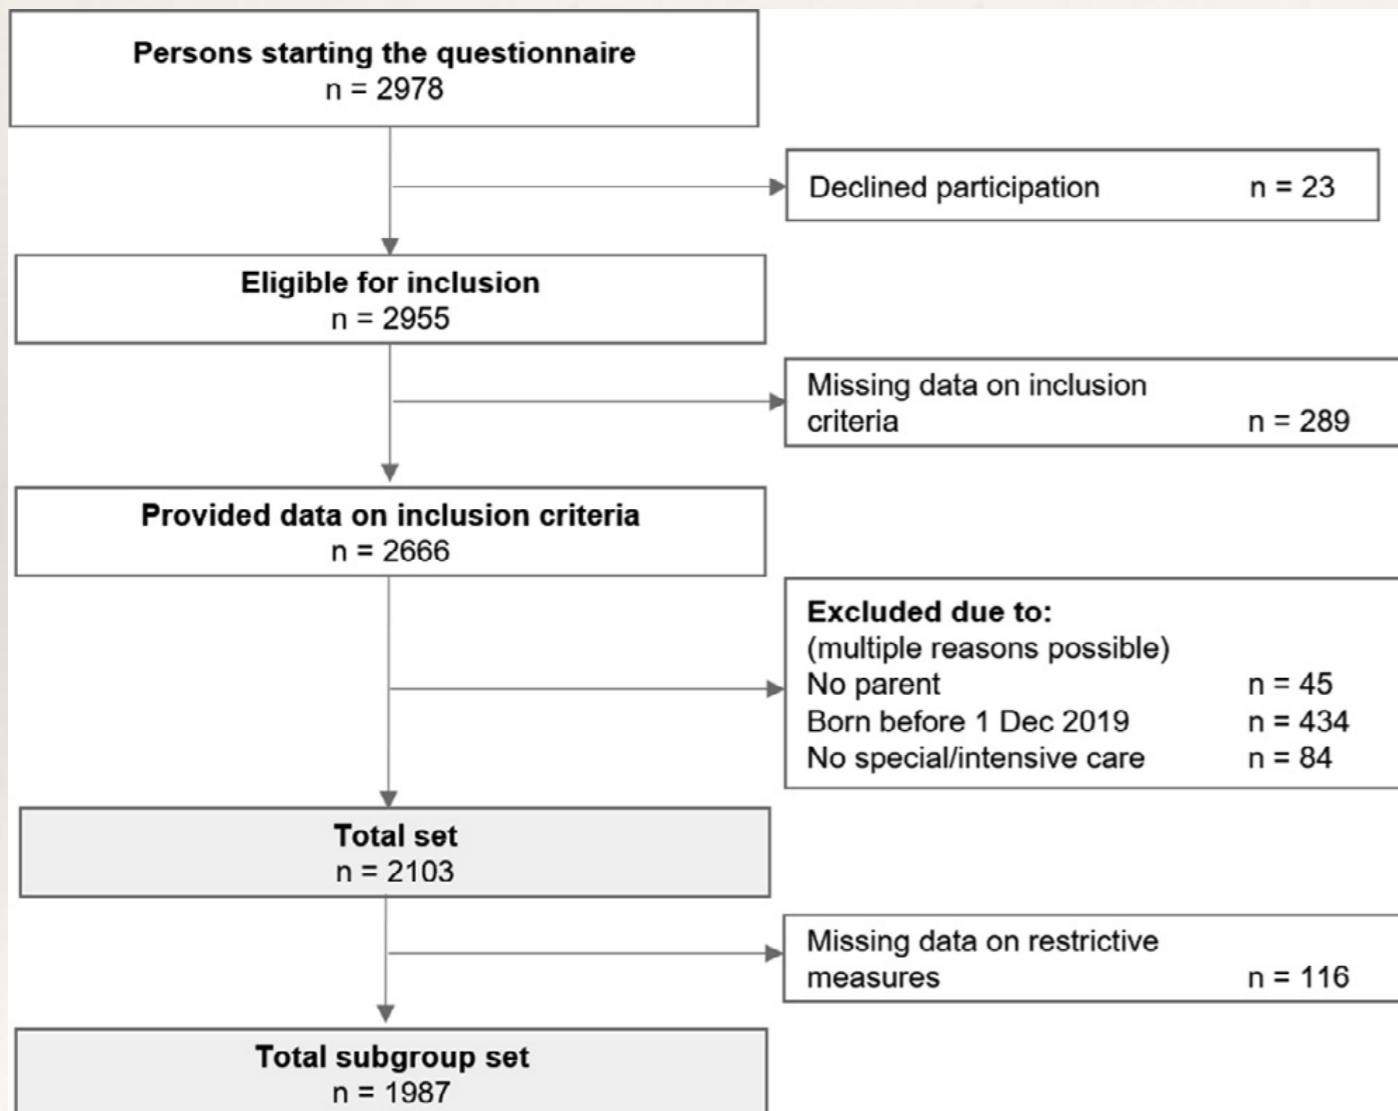 Persons starting the questionnaire
n = 2978
Declined participation n = 23
Eligible for inclusion
n = 2955
Missing data on inclusion
criteria n = 289
Provided data on inclusion criteria
n = 2666
Excluded due to:
(multiple reasons possible)
No parent n = 45
Born before 1 Dec 2019 n = 434
No special/intensive care n = 84
Total set
n = 2103
Missing data on restrictive
measures n = 116
Total subgroup set
n = 1987